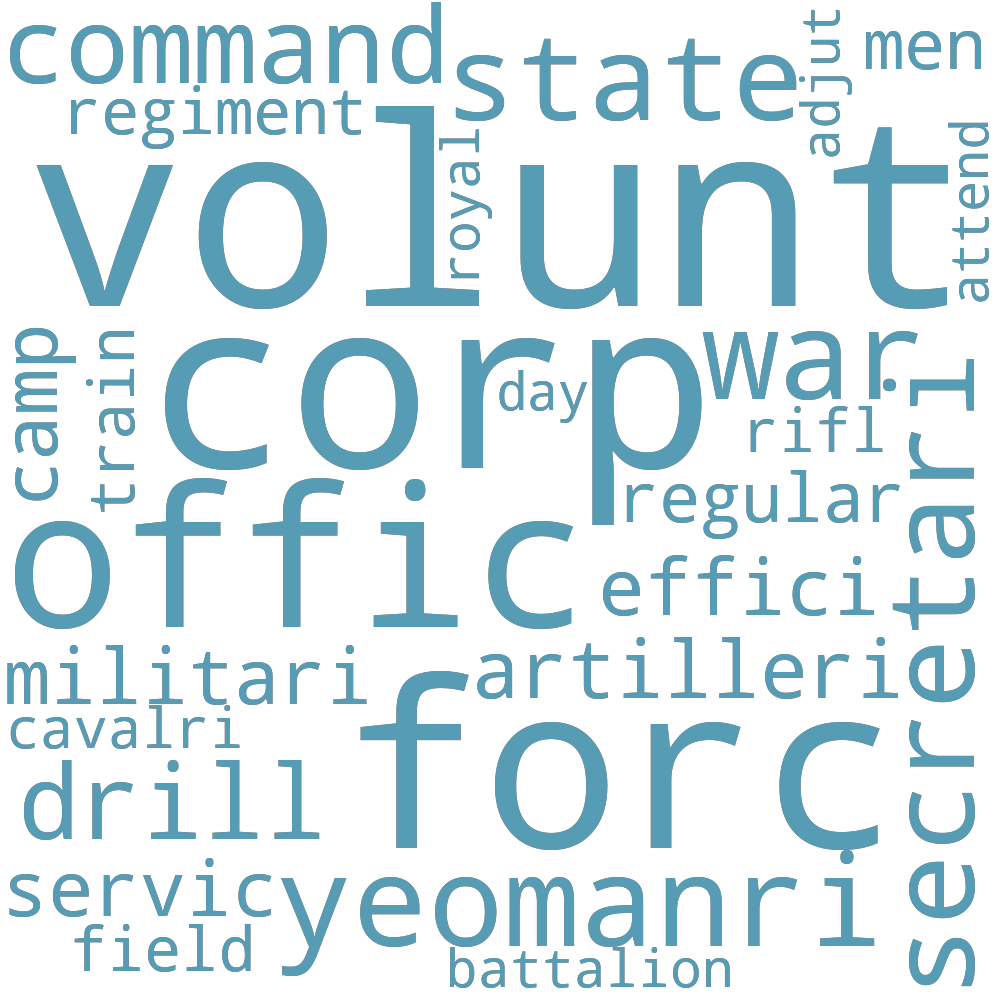 command
state
adjut
men
regiment
volunt
royal
attend
camp
train
corp
day
war
rifl
regular
secretari
offic
effici
militari
artilleri
cavalri
forc
drill
servic
yeomanri
field
battalion